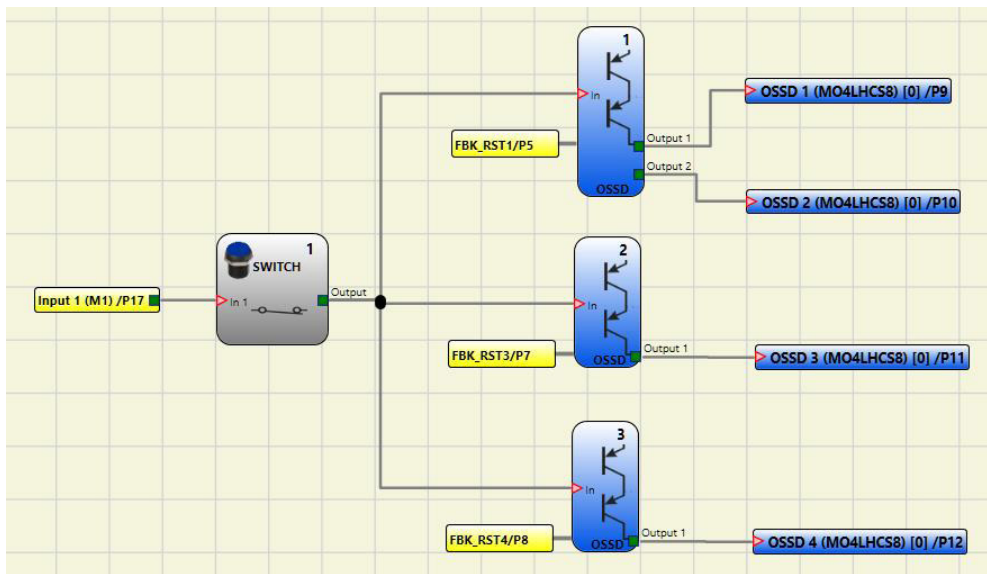 1
In
OSSD 1 (MO4LHCS8) [0] /P9
FBK_RST1/P5
Output 1
Output 2
OSSD
OSSD 2 (MO4LHCS8) [0] /P10
1
SWITCH
Input 1 (M1) /P17
In 1
Output
2
In
FBK_RST3/P7
Output 1
OSSD
OSSD 3 (MO4LHCS8) [0] /P11
3
In
FBK_RST4/P8
Output 1
OSSD
OSSD 4 (MO4LHCS8) [0] /P12